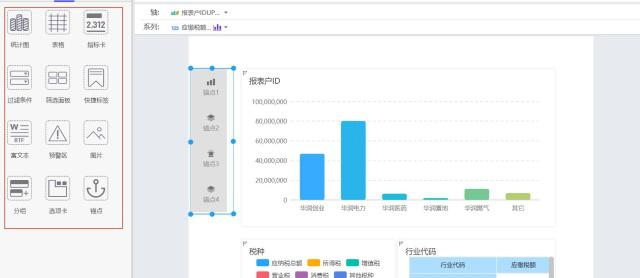 轴: 报表户IDUP...
系列: 123 应缴税额...
2,312
统计图 表格 指标卡
过滤条件 筛选面板 快捷标签
W RTF
富文本 预警区 图片
分组 选项卡 锚点
锚点1
锚点2
锚点3
锚点4
报表户ID
100,000,000
80,000,000
60,000,000
40,000,000
20,000,000
0
华润创业 华润电力 华润医药 华润置地 华润燃气 其它
税种
应纳税总额 所得税 增值税
营业税 消费税 其他税种
行业代码
行业代码 应缴税额